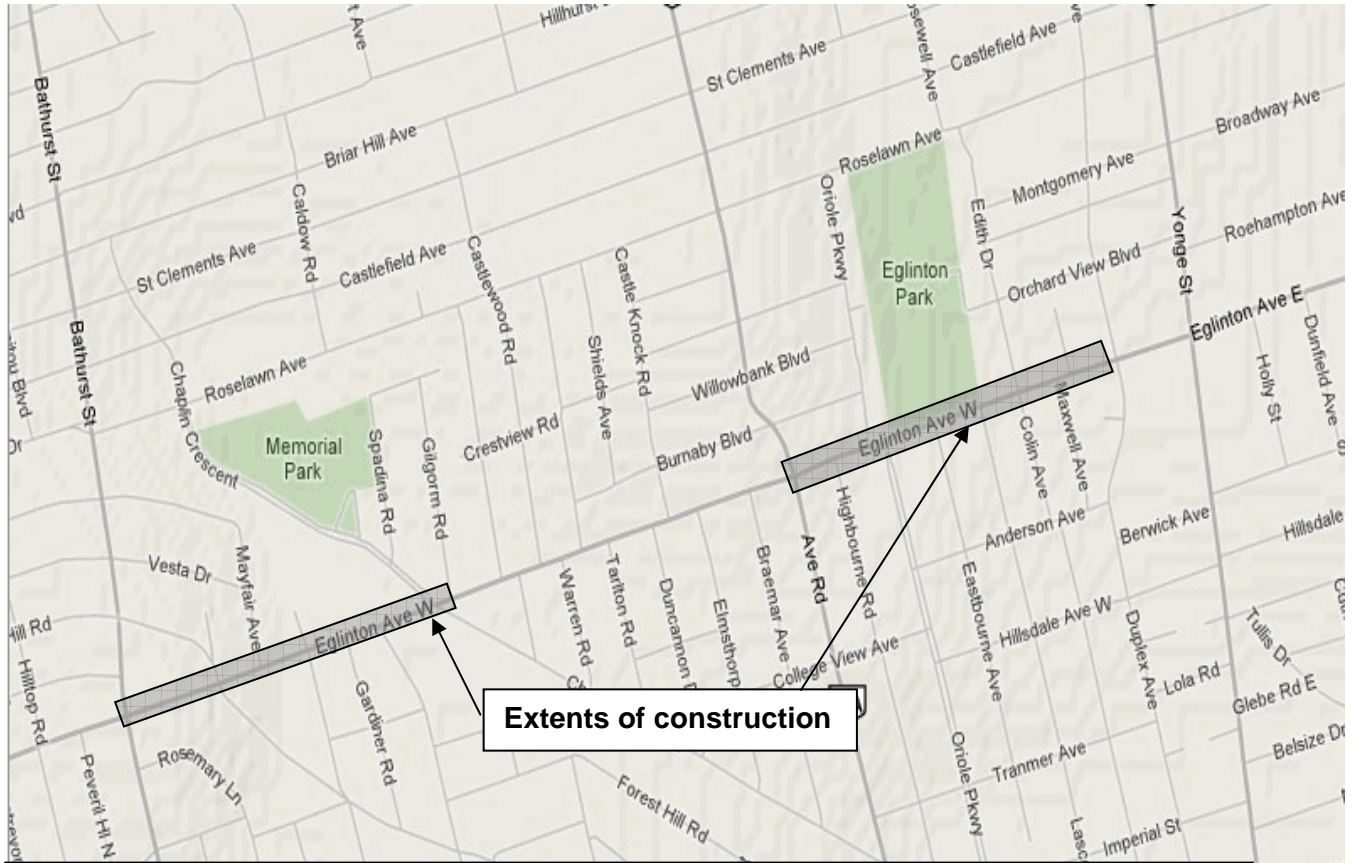 Hillhurst
Ave
Bathurst St
St Clements Ave
Castlefield Ave
Broadway Ave
Briar Hill Ave
Roselawn Ave
Montgomery Ave
Caldow Rd
Oriole Pkwy
Edith Dr
Yonge St
Roehampton Ave
St Clements Ave
Castlefield Ave
Castlewood Rd
Castle Knock Rd
Eglinton
Park
Orchard View Blvd
Eglinton Ave E
Bathurst St
Shields Ave
Willowbank Blvd
Holly St
Dunfield Ave
Chaplin Crescent
Roselawn Ave
Memorial
Park
Spadina Rd
Gilgorm Rd
Crestview Rd
Burnaby Blvd
Eglinton Ave W
Maxwell Ave
Colin Ave
Highbourne Rd
Anderson Ave
Berwick Ave
Hillsdale
Vesta Dr
Mayfair Ave
Eglinton Ave W
Warren Rd
Tarlton Rd
Duncannon
Elmsthorp
Braemar Ave
Ave Rd
Eastbourne Ave
Hillsdale Ave W
Duplex Ave
Tullis Dr
Hilltop Rd
College View Ave
Lola Rd
Glebe Rd E
Extents of construction
Gardiner Rd
Belsize Dr
Peveril Hl N
Rosemary Ln
Forest Hill Rd
Oriole Pkwy
Tranmer Ave
Imperial St